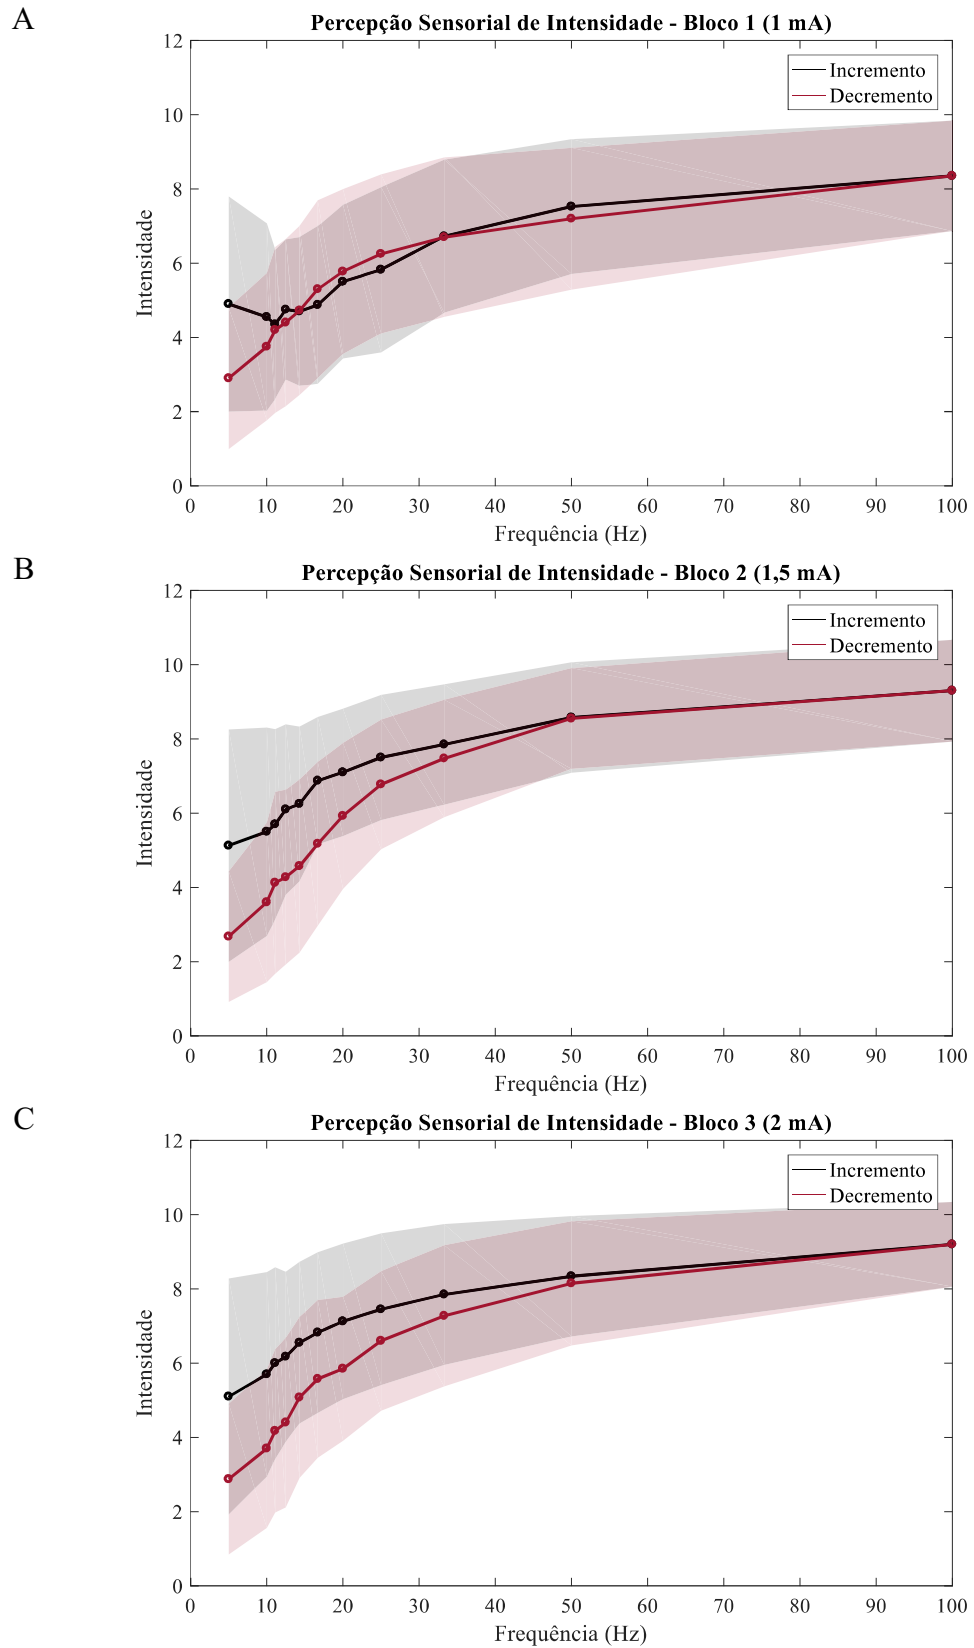 A
Percepção Sensorial de Intensidade - Bloco 1 (1 mA)
12
10
8
6
4
2
0
Intensidade
Incremento
Decremento
0 10 20 30 40 50 60 70 80 90 100
Frequência (Hz)
B
Percepção Sensorial de Intensidade - Bloco 2 (1,5 mA)
12
10
8
6
4
2
0
Intensidade
Incremento
Decremento
0 10 20 30 40 50 60 70 80 90 100
Frequência (Hz)
C
Percepção Sensorial de Intensidade - Bloco 3 (2 mA)
12
10
8
6
4
2
0
Intensidade
Incremento
Decremento
0 10 20 30 40 50 60 70 80 90 100
Frequência (Hz)